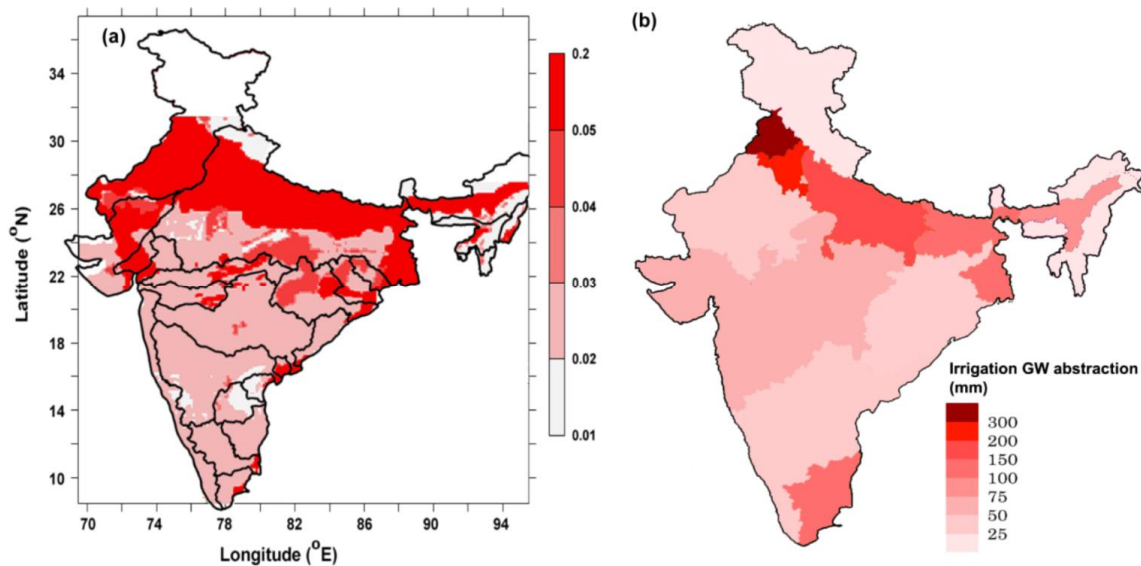 (a)
34
30
26
22
18
14
10
Latitude (°N)
70 74 78 82 86 90 94
Longitude (°E)
0.2
0.05
0.04
0.03
0.02
0.01
(b)
Irrigation GW abstraction
(mm)
300
200
150
100
75
50
25